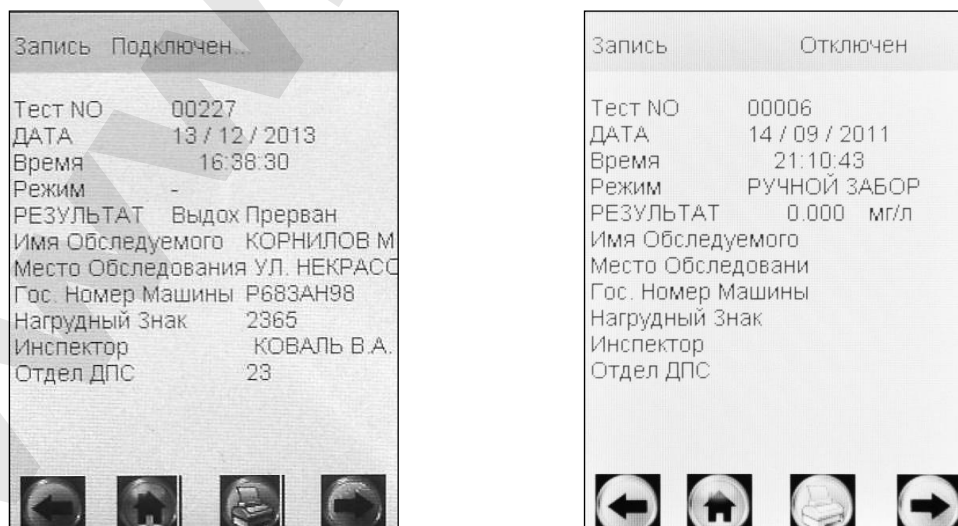 Запись Подключен...
Тест NO 00227
ДАТА 13 / 12 / 2013
Время 16:38:30
Режим -
РЕЗУЛЬТАТ Выдох Прерван
Имя Обследуемого КОРНИЛОВ М
Место Обследования УЛ. НЕКРАСС
Гос. Номер Машины Р683АН98
Нагрудный Знак 2365
Инспектор КОВАЛЬ В.А.
Отдел ДПС 23
Запись Отключен
Тест NO 00006
ДАТА 14 / 09 / 2011
Время 21:10:43
Режим РУЧНОЙ ЗАБОР
РЕЗУЛЬТАТ 0.000 мг/л
Имя Обследуемого
Место Обследовани
Гос. Номер Машины
Нагрудный Знак
Инспектор
Отдел ДПС